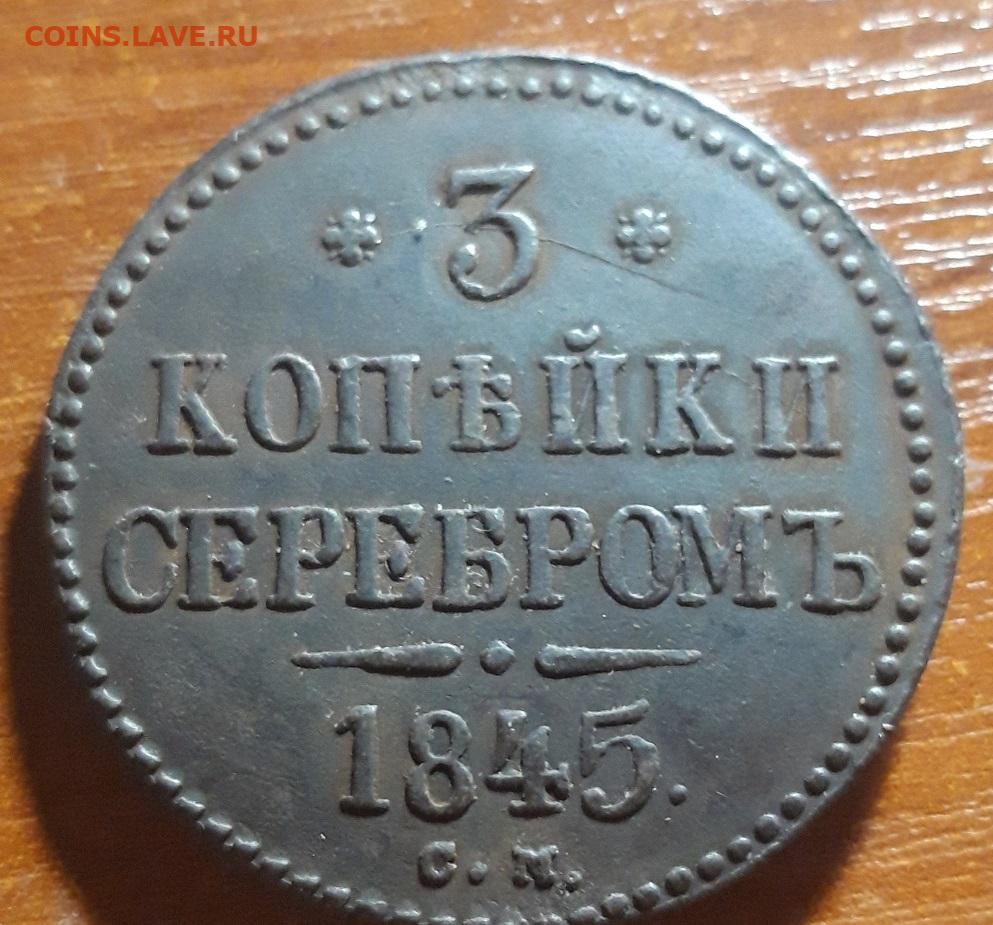 COINS.LAVE.RU
* 3 *
КОПѢЙКИ
СЕРЕБРОМЪ
1845.
С. М.